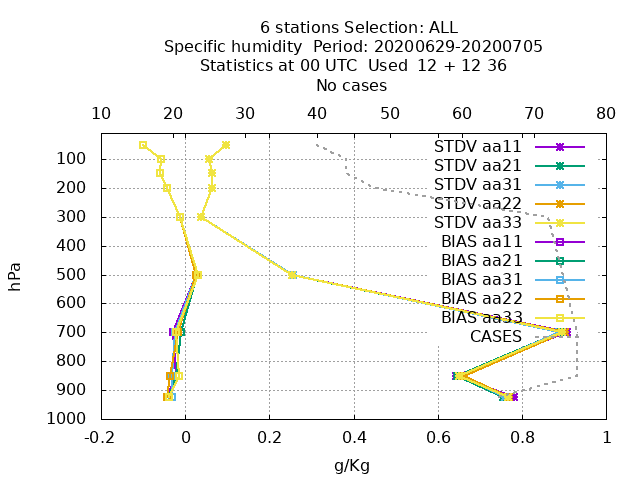 6 stations Selection: ALL
Specific humidity  Period: 20200629-20200705
Statistics at 00 UTC  Used  12 + 12 36
No cases
10 20 30 40 50 60 70 80
STDV aa11
STDV aa21
STDV aa31
STDV aa22
STDV aa33
BIAS aa11
BIAS aa21
BIAS aa31
BIAS aa22
BIAS aa33
CASES
hPa
100
200
300
400
500
600
700
800
900
1000
-0.2 0 0.2 0.4 0.6 0.8 1
g/Kg